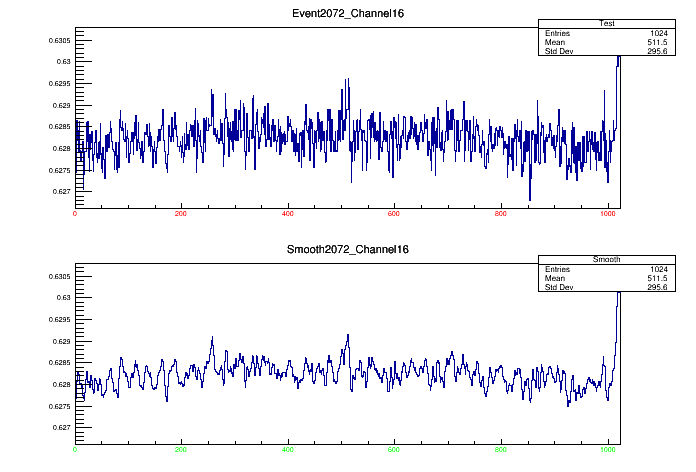 Event2072_Channel16
Test
Entries 1024
Mean 511.5
Std Dev 295.6
0.6305
0.63
0.6295
0.629
0.6285
0.628
0.6275
0.627
0 200 400 600 800 1000
Smooth2072_Channel16
Smooth
Entries 1024
Mean 511.5
Std Dev 295.6
0.6305
0.63
0.6295
0.629
0.6285
0.628
0.6275
0.627
0 200 400 600 800 1000